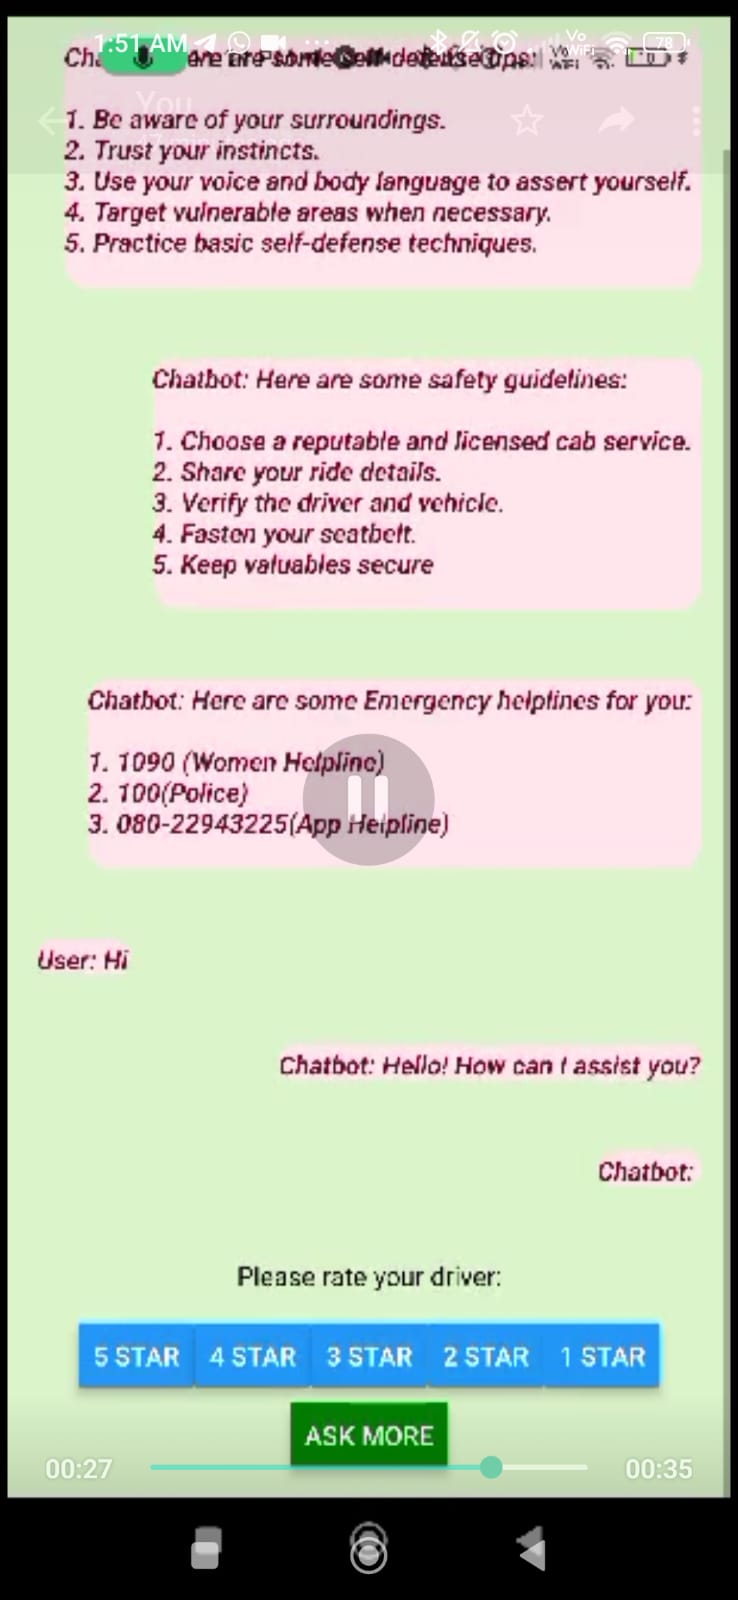 1:51 AM
Vo
WiFi
78
You
are some self-defense tips:
1. Be aware of your surroundings.
2. Trust your instincts.
3. Use your voice and body language to assert yourself.
4. Target vulnerable areas when necessary.
5. Practice basic self-defense techniques.
Chatbot: Here are some safety guidelines:
1. Choose a reputable and licensed cab service.
2. Share your ride details.
3. Verify the driver and vehicle.
4. Fasten your seatbelt.
5. Keep valuables secure
Chatbot: Here are some Emergency helplines for you:
1. 1090 (Women Helpline)
2. 100(Police)
3. 080-22943225(App Helpline)
User: Hi
Chatbot: Hello! How can I assist you?
Chatbot:
Please rate your driver:
5 STAR 4 STAR 3 STAR 2 STAR 1 STAR
ASK MORE
00:27 00:35